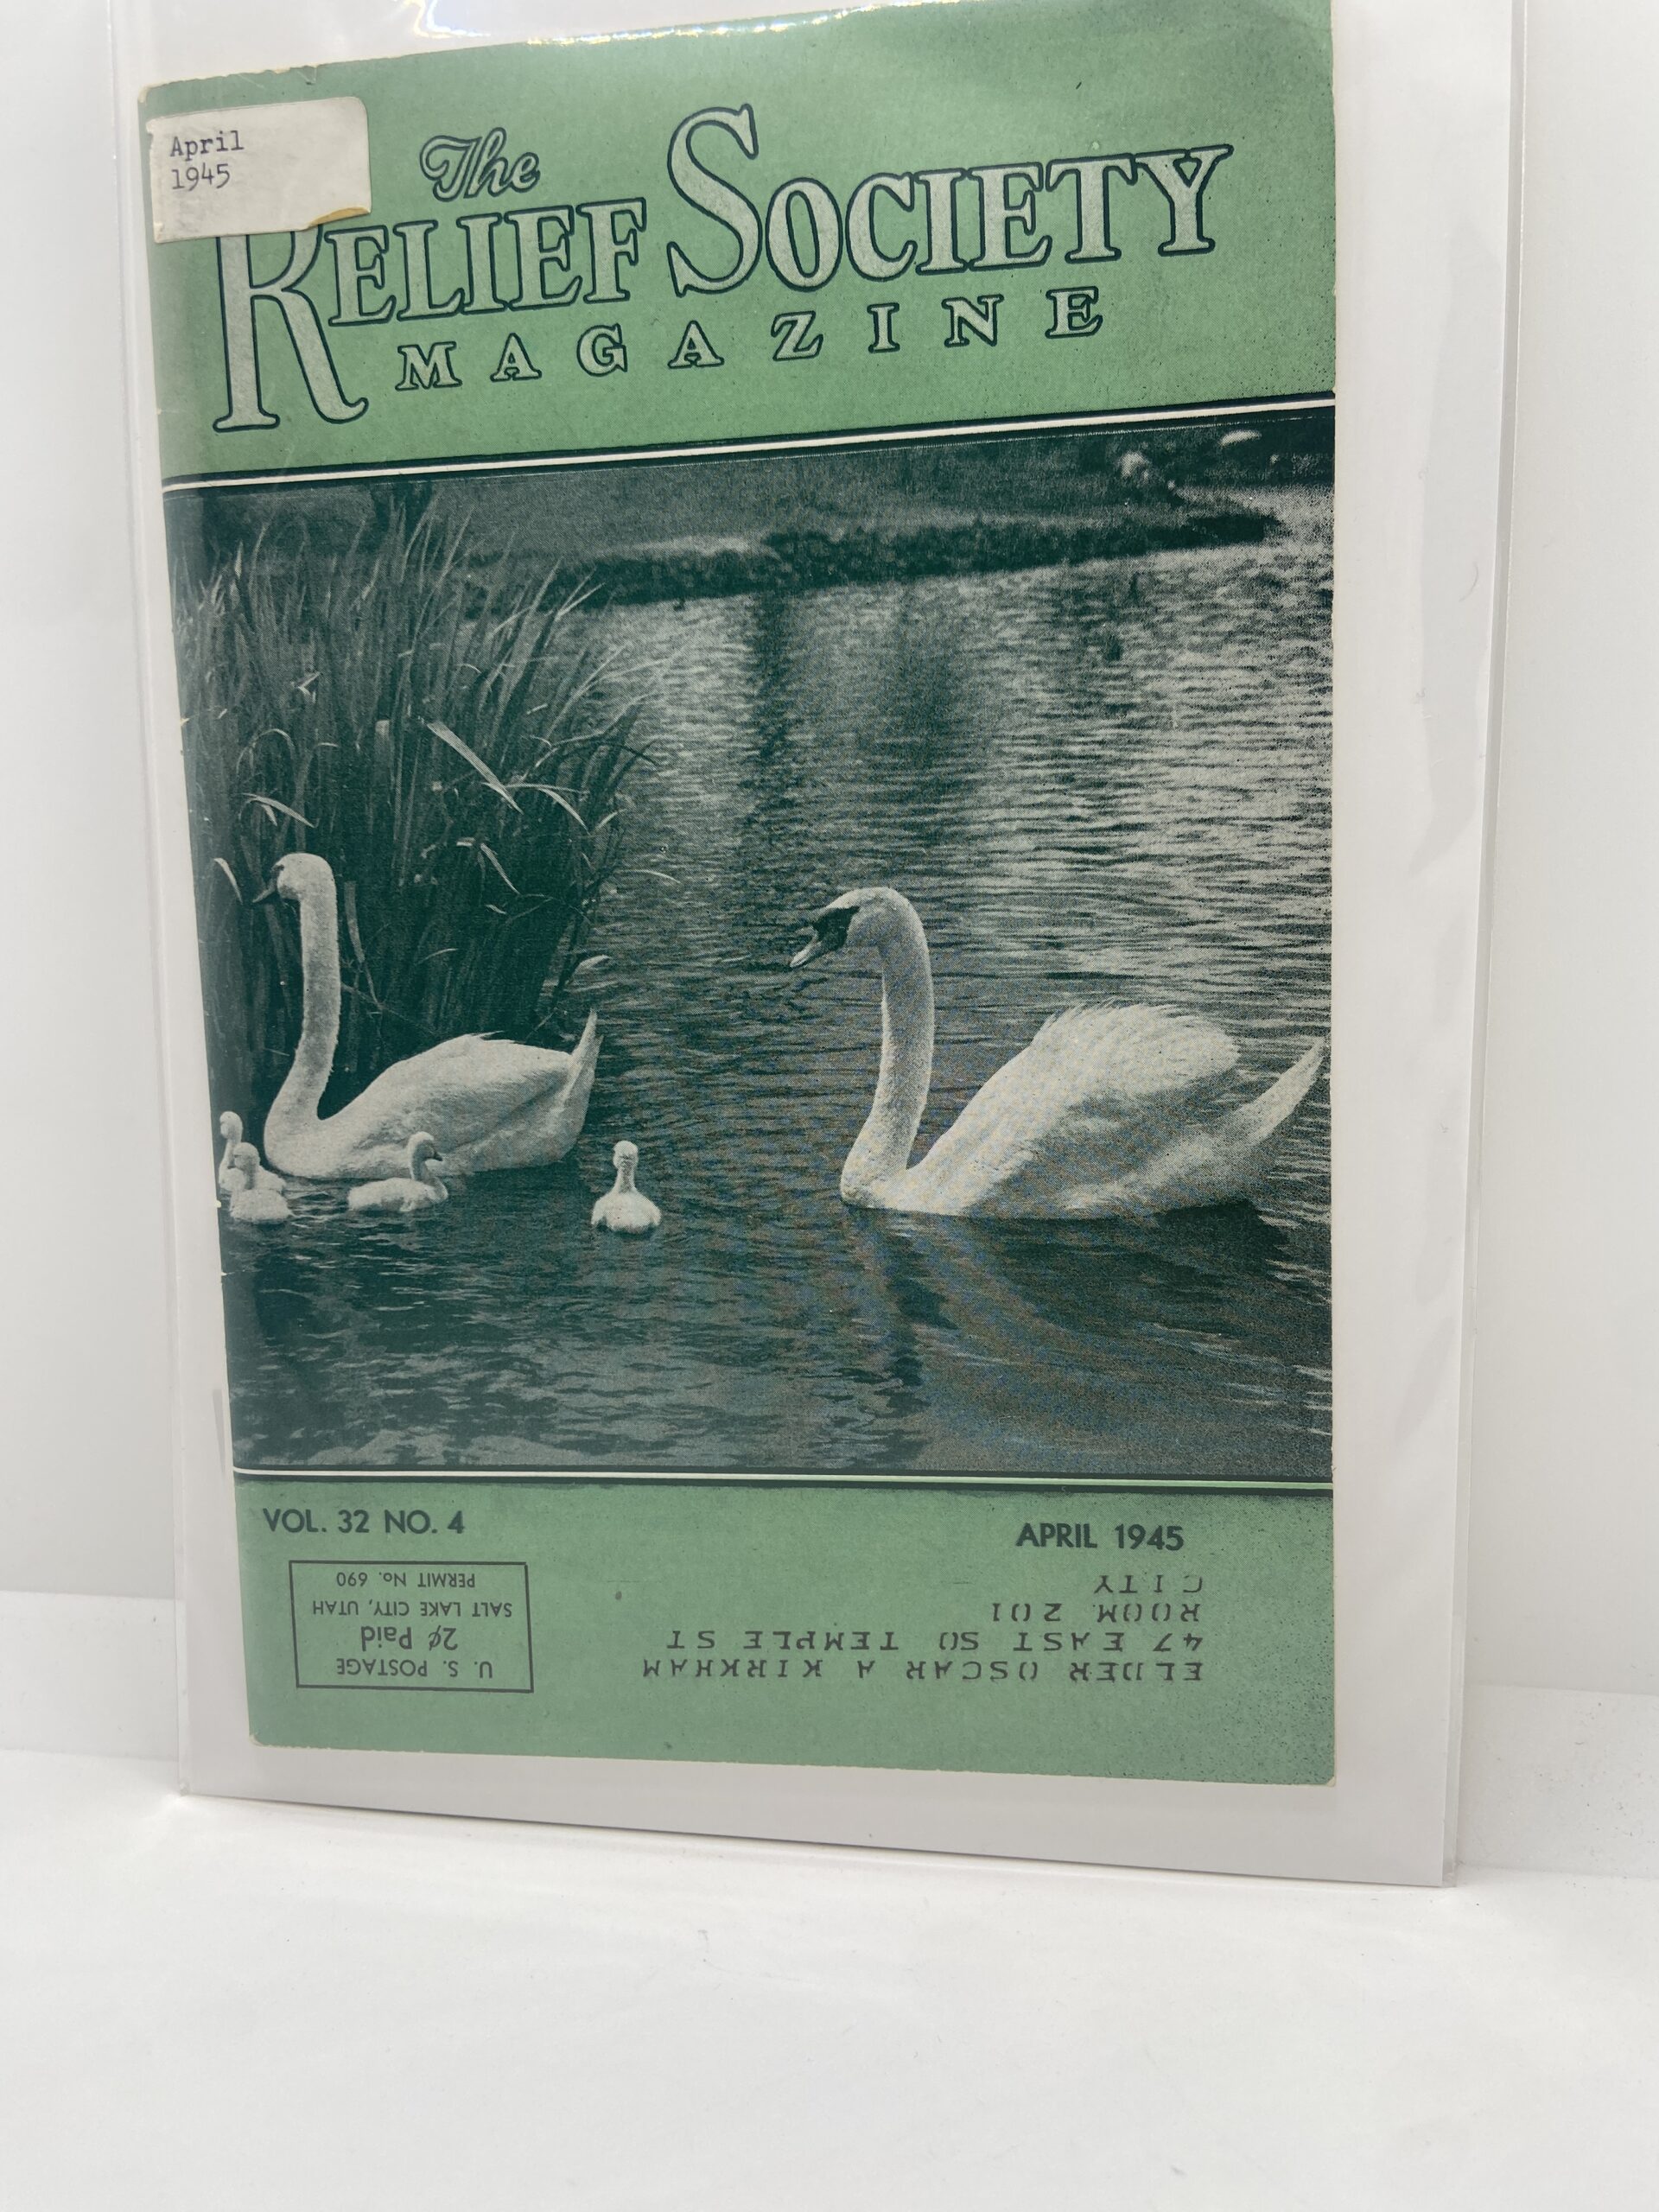 April
1945
The
RELIEF SOCIETY
MAGAZINE
VOL. 32 NO. 4
APRIL 1945
U. S. POSTAGE
2¢ Paid
SALT LAKE CITY, UTAH
PERMIT No. 690
ELDER OSCAR A KIRKHAM
47 EAST SO TEMPLE ST
ROOM 201
CITY